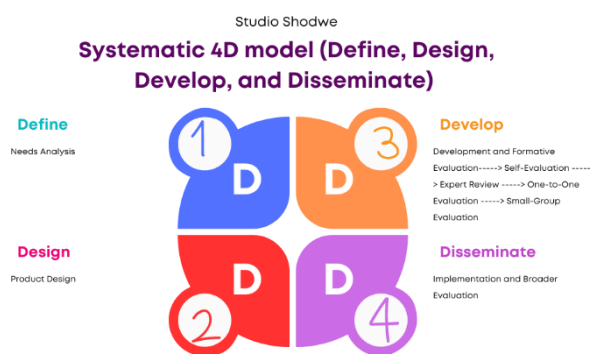 Studio Shodwe
Systematic 4D model (Define, Design,
Develop, and Disseminate)
Define
Needs Analysis
1
D
Design
Product Design
2
D
3
D
Develop
Development and Formative
Evaluation-----> Self-Evaluation -----
> Expert Review -----> One-to-One
Evaluation -----> Small-Group
Evaluation
4
D
Disseminate
Implementation and Broader
Evaluation